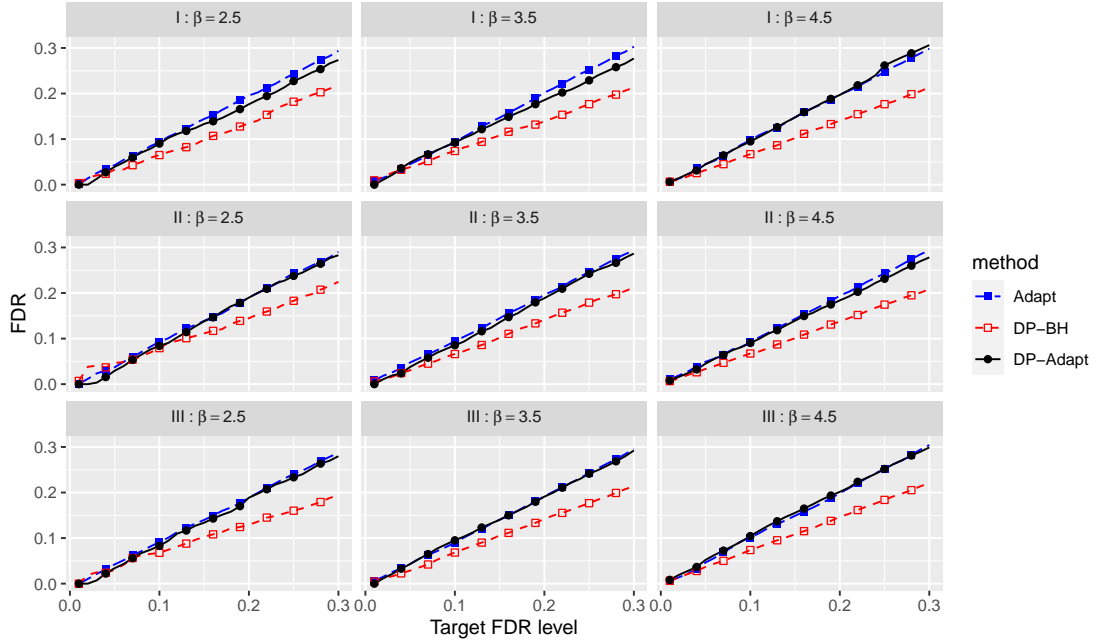 I : β = 2.5
I : β = 3.5
I : β = 4.5
0.3
0.2
0.1
0.0
II : β = 2.5
II : β = 3.5
II : β = 4.5
0.3
0.2
0.1
0.0
III : β = 2.5
III : β = 3.5
III : β = 4.5
0.3
0.2
0.1
0.0
0.0 0.1 0.2 0.3 0.0 0.1 0.2 0.3 0.0 0.1 0.2 0.3
Target FDR level
FDR
method
Adapt
DP−BH
DP−Adapt